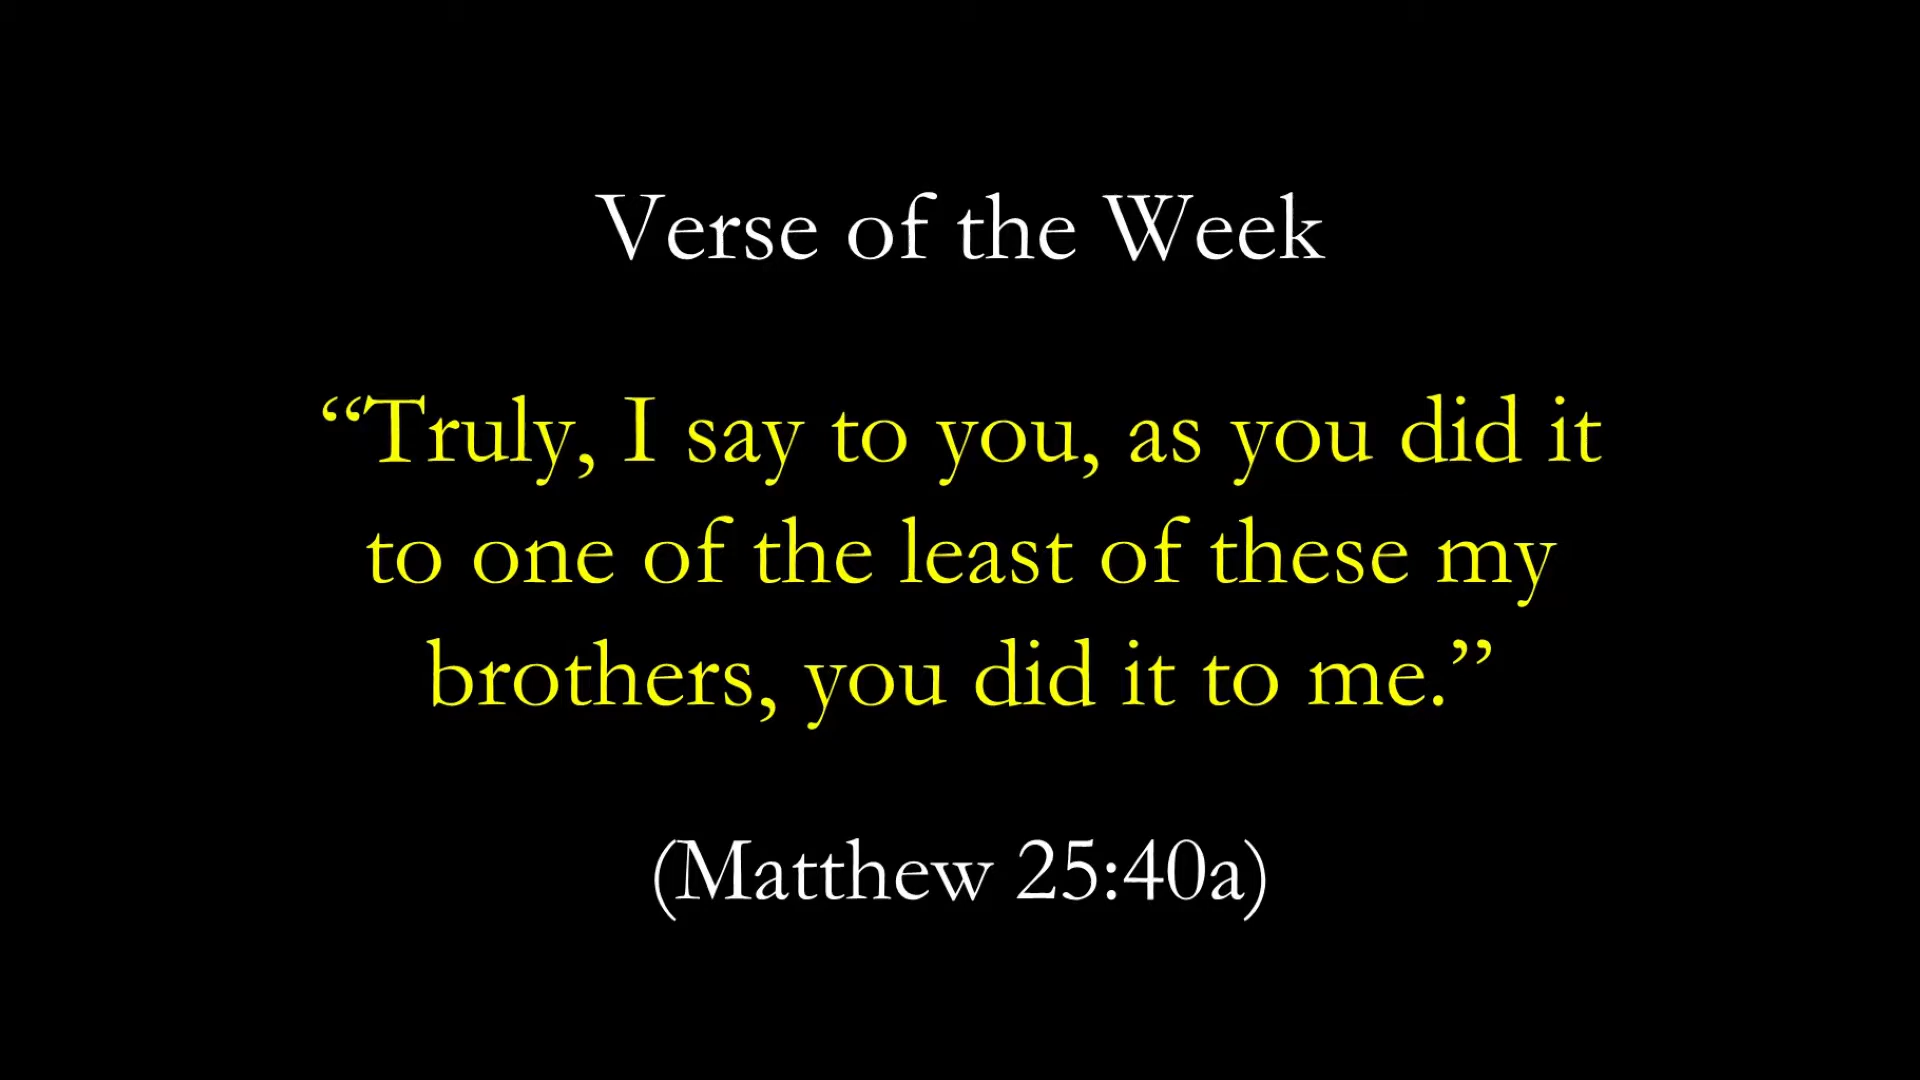 Verse of the Week
“Truly, I say to you, as you did it
to one of the least of these my
brothers, you did it to me.”
(Matthew 25:40a)